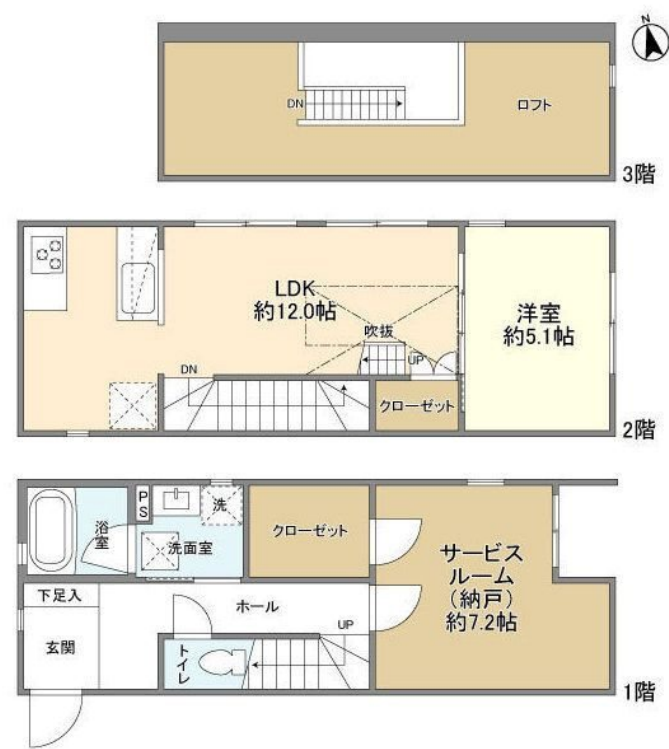 N
DN
ロフト
3階
LDK
約12.0帖
吹抜
UP
DN
クローゼット
洋室
約5.1帖
2階
浴室
PS
洗
洗面室
クローゼット
サービス
ルーム
(納戸)
約7.2帖
下足入
ホール
UP
玄関
トイレ
1階